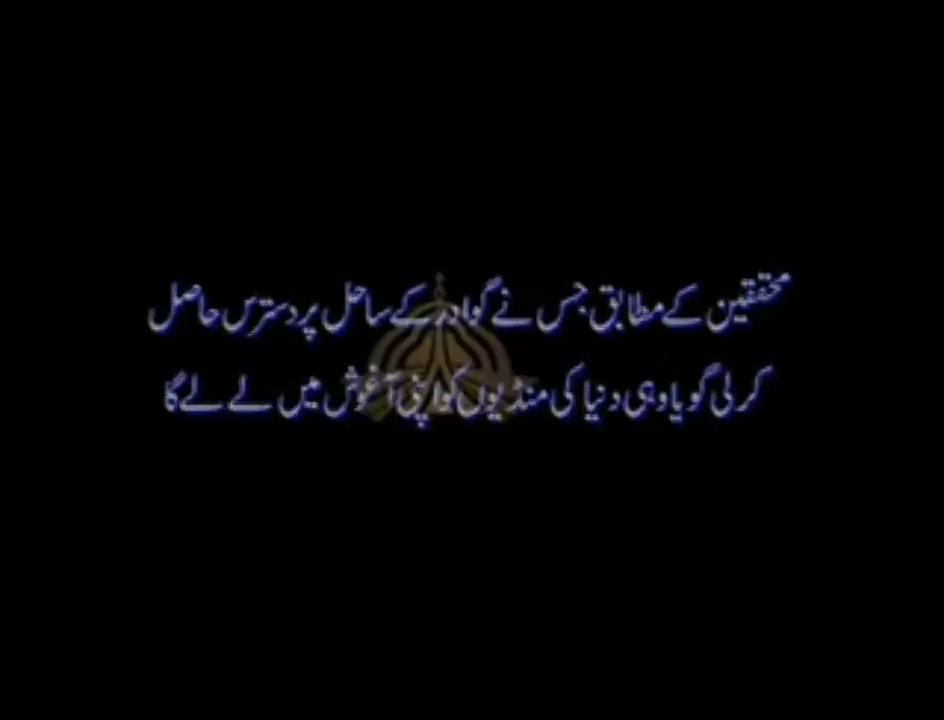 محققین کے مطابق جس نے گوادر کے ساحل پر دسترس حاصل
کر لی گویا وہی دنیا کی منڈیوں کو اپنی آغوش میں لے لے گا